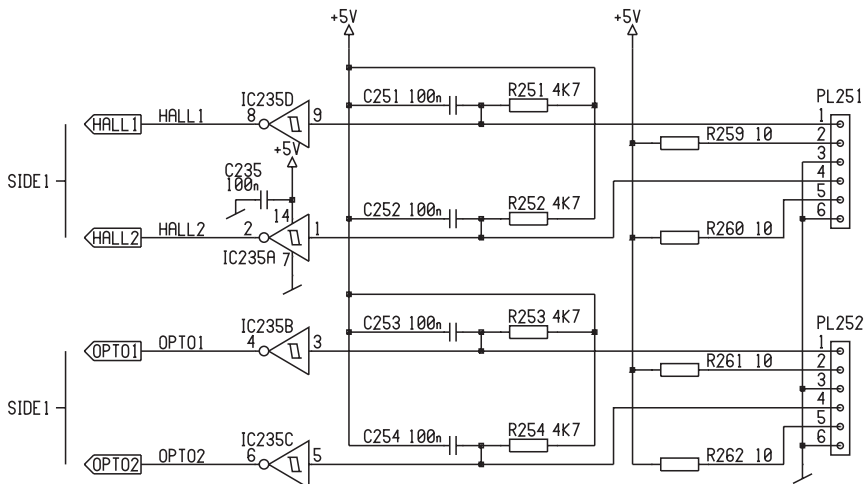 +5V
+5V
C251 100n
R251 4K7
PL251
IC235D
HALL1
HALL1
8
9
1
R259 10
2
+5V
3
C235
100n
SIDE1
4
14
C252 100n
R252 4K7
5
HALL2
HALL2
2
1
R260 10
6
IC235A
7
C253 100n
R253 4K7
PL252
IC235B
OPTO1
OPTO1
4
3
1
R261 10
2
3
SIDE1
4
C254 100n
R254 4K7
5
IC235C
OPTO2
OPTO2
6
5
R262 10
6